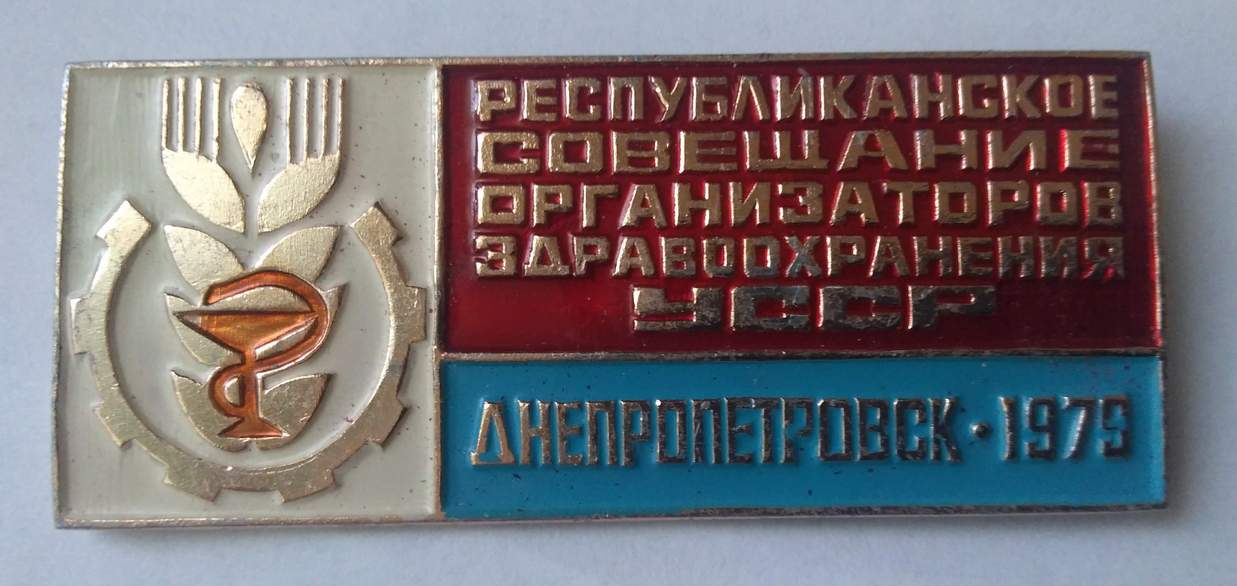 РЕСПУБЛИКАНСКОЕ
СОВЕЩАНИЕ
ОРГАНИЗАТОРОВ
ЗДРАВООХРАНЕНИЯ
УССР
ДНЕПРОПЕТРОВСК · 1979